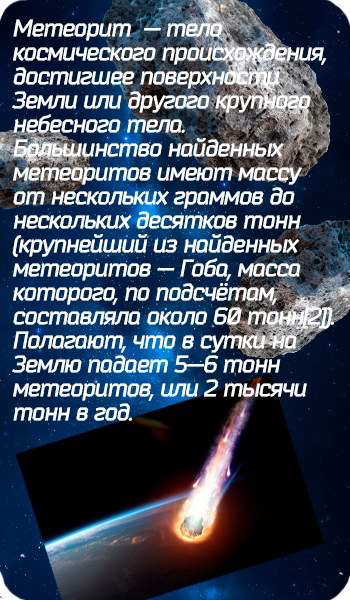 Метеорит — тело
космического происхождения,
достигшее поверхности
Земли или другого крупного
небесного тела.
Большинство найденных
метеоритов имеют массу
от нескольких граммов до
нескольких десятков тонн
(крупнейший из найденных
метеоритов — Гоба, масса
которого, по подсчётам,
составляла около 60 тонн[2]).
Полагают, что в сутки на
Землю падает 5—6 тонн
метеоритов, или 2 тысячи
тонн в год.